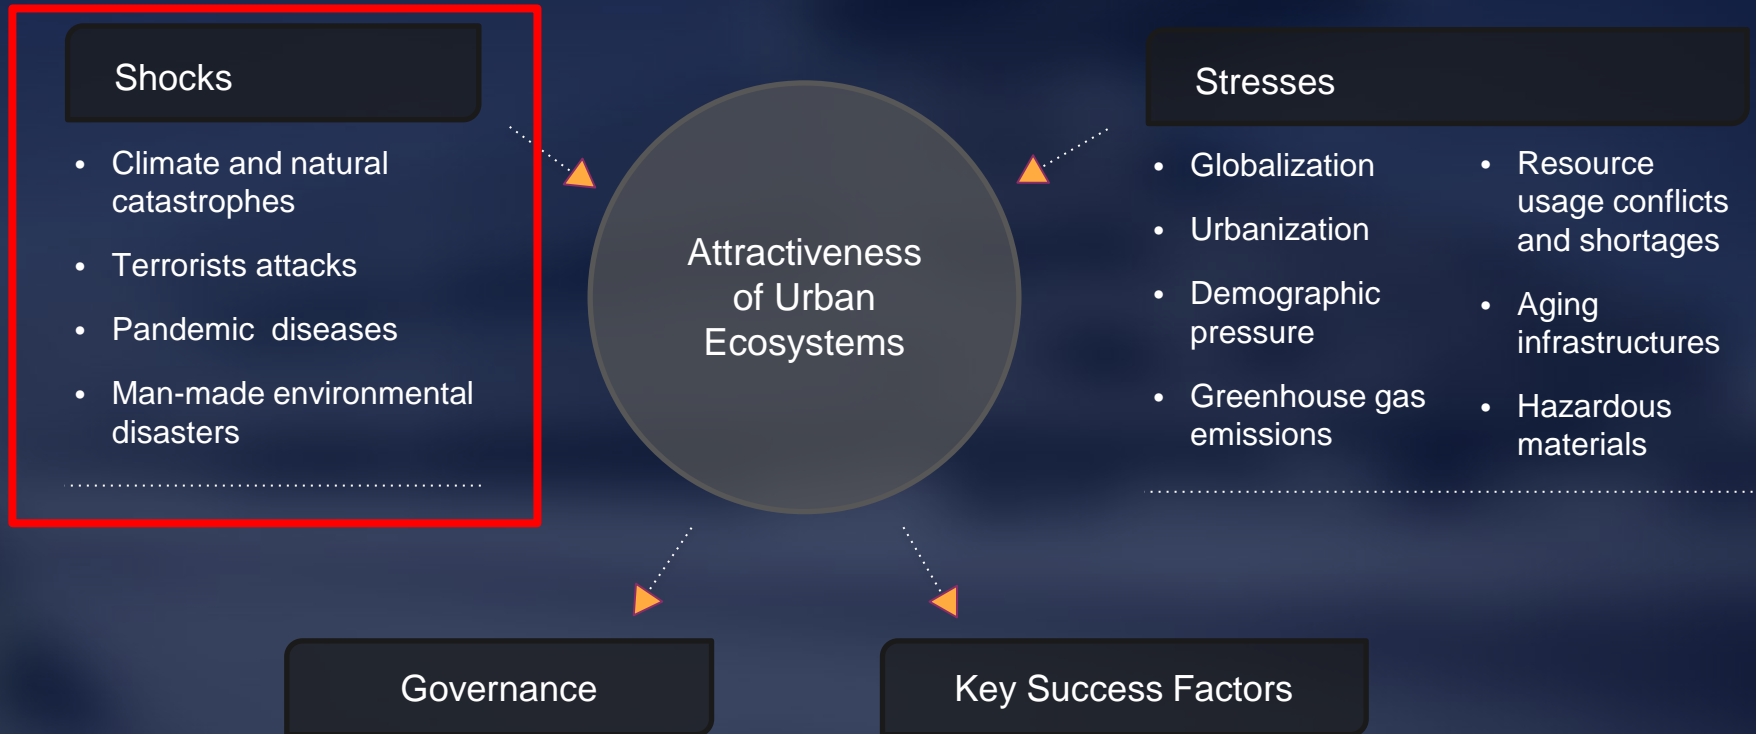 Shocks
• Climate and natural
catastrophes
• Terrorists attacks
• Pandemic  diseases
• Man-made environmental
disasters
Attractiveness
of Urban
Ecosystems
Stresses
• Globalization
• Urbanization
• Demographic
pressure
• Greenhouse gas
emissions
• Resource
usage conflicts
and shortages
• Aging
infrastructures
• Hazardous
materials
Governance
Key Success Factors